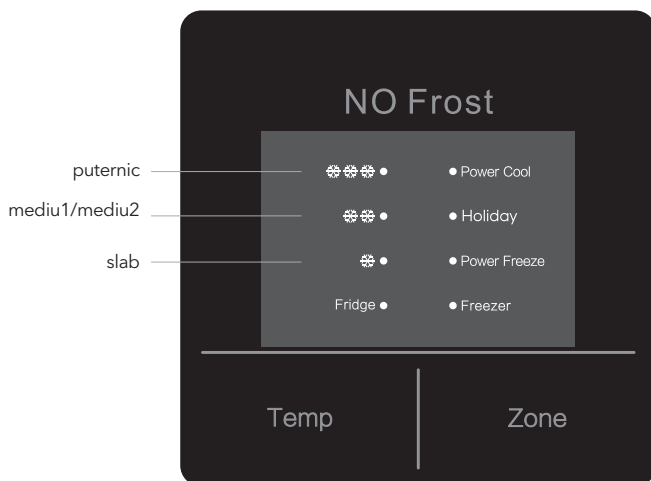 NO Frost
puternic
Power Cool
mediu1/mediu2
Holiday
slab
Power Freeze
Fridge
Freezer
Temp
Zone